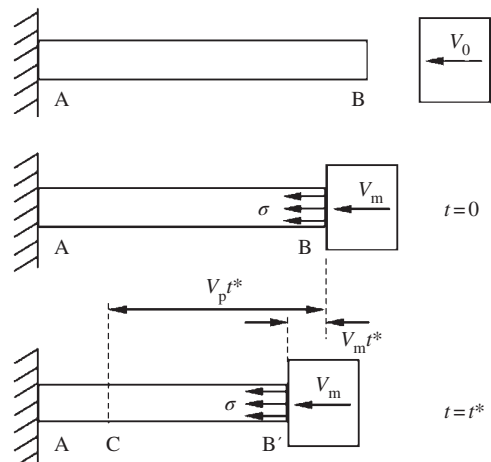 V₀
A B
σ Vₘ t=0
A B
Vₚt*
Vₘt*
σ Vₘ t=t*
A C B′